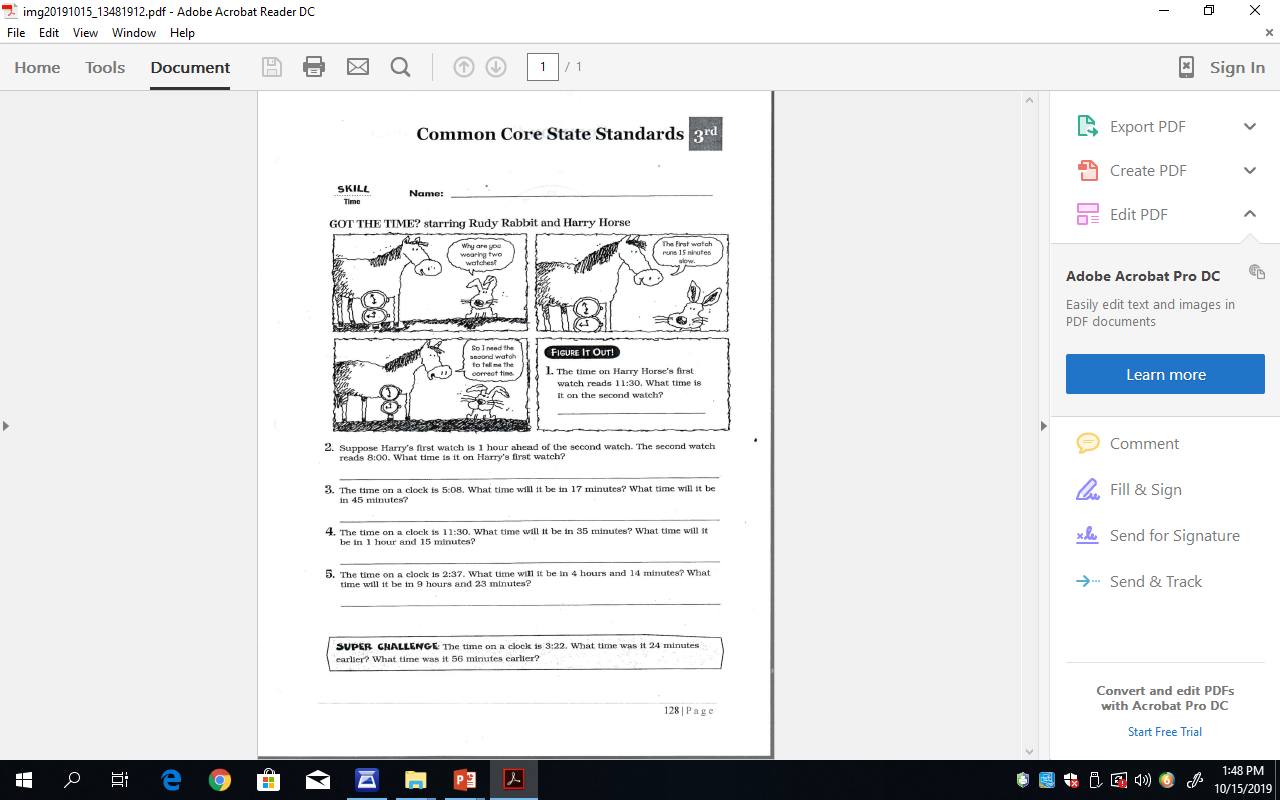 img20191015_13481912.pdf - Adobe Acrobat Reader DC
File Edit View Window Help
Home Tools Document 1 / 1 Sign In
Common Core State Standards 3rd
SKILL
Time
Name:
GOT THE TIME? starring Rudy Rabbit and Harry Horse
Why are you
wearing two
watches?
The first watch
runs 15 minutes
slow.
So I need the
second watch
to tell me the
correct time.
FIGURE IT OUT!
1. The time on Harry Horse's first
watch reads 11:30. What time is
it on the second watch?
2. Suppose Harry's first watch is 1 hour ahead of the second watch. The second watch
reads 8:00. What time is it on Harry's first watch?
3. The time on a clock is 5:08. What time will it be in 17 minutes? What time will it be
in 45 minutes?
4. The time on a clock is 11:30. What time will it be in 35 minutes? What time will it
be in 1 hour and 15 minutes?
5. The time on a clock is 2:37. What time will it be in 4 hours and 14 minutes? What
time will it be in 9 hours and 23 minutes?
SUPER CHALLENGE: The time on a clock is 3:22. What time was it 24 minutes
earlier? What time was it 56 minutes earlier?
128 | Page
Export PDF
Create PDF
Edit PDF
Adobe Acrobat Pro DC
Easily edit text and images in
PDF documents
Learn more
Comment
Fill & Sign
Send for Signature
Send & Track
Convert and edit PDFs
with Acrobat Pro DC
Start Free Trial
1:48 PM
10/15/2019